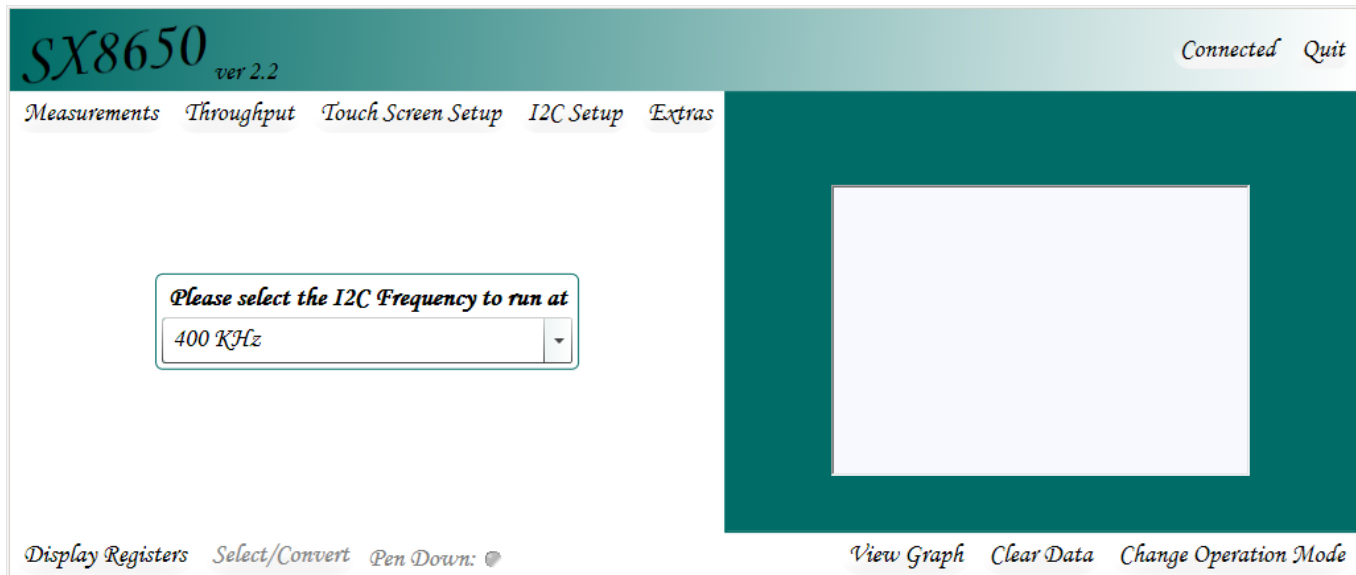 SX8650 ver 2.2
Connected Quit
Measurements Throughput Touch Screen Setup I2C Setup Extras
Please select the I2C Frequency to run at
400 KHz
Display Registers Select/Convert Pen Down: View Graph Clear Data Change Operation Mode